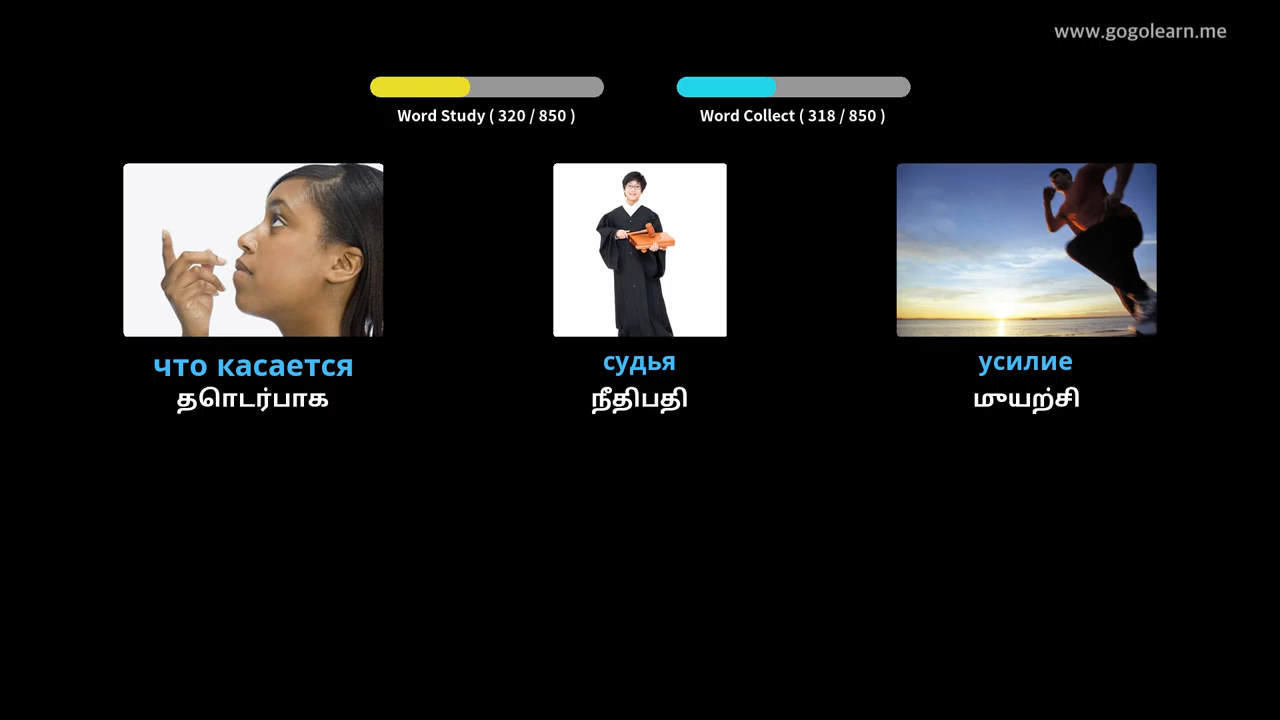 www.gogolearn.me
Word Study ( 320 / 850 )
Word Collect ( 318 / 850 )
что касается
தொடர்பாக
судья
நீதிபதி
усилие
முயற்சி